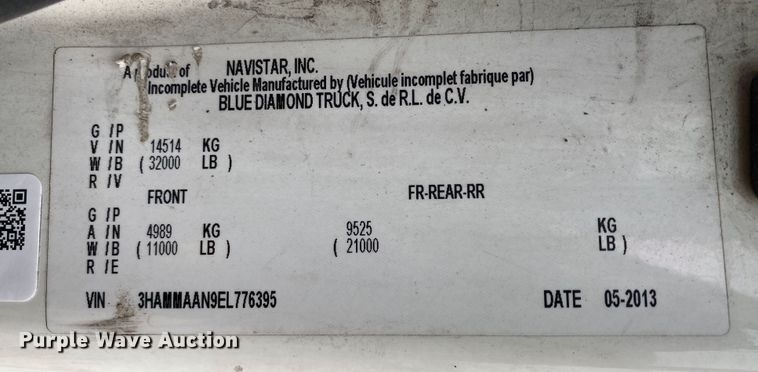 A product of NAVISTAR, INC.
Incomplete Vehicle Manufactured by (Vehicule incomplet fabrique par)
BLUE DIAMOND TRUCK, S. de R.L. de C.V.
G / P
V / N 14514 KG
W / B ( 32000 LB )
R / V
FRONT FR-REAR-RR
G / P
A / N 4989 KG 9525 KG
W / B ( 11000 LB ) ( 21000 LB )
R / E
VIN 3HAMMAAN9EL776395 DATE 05-2013
Purple Wave Auction